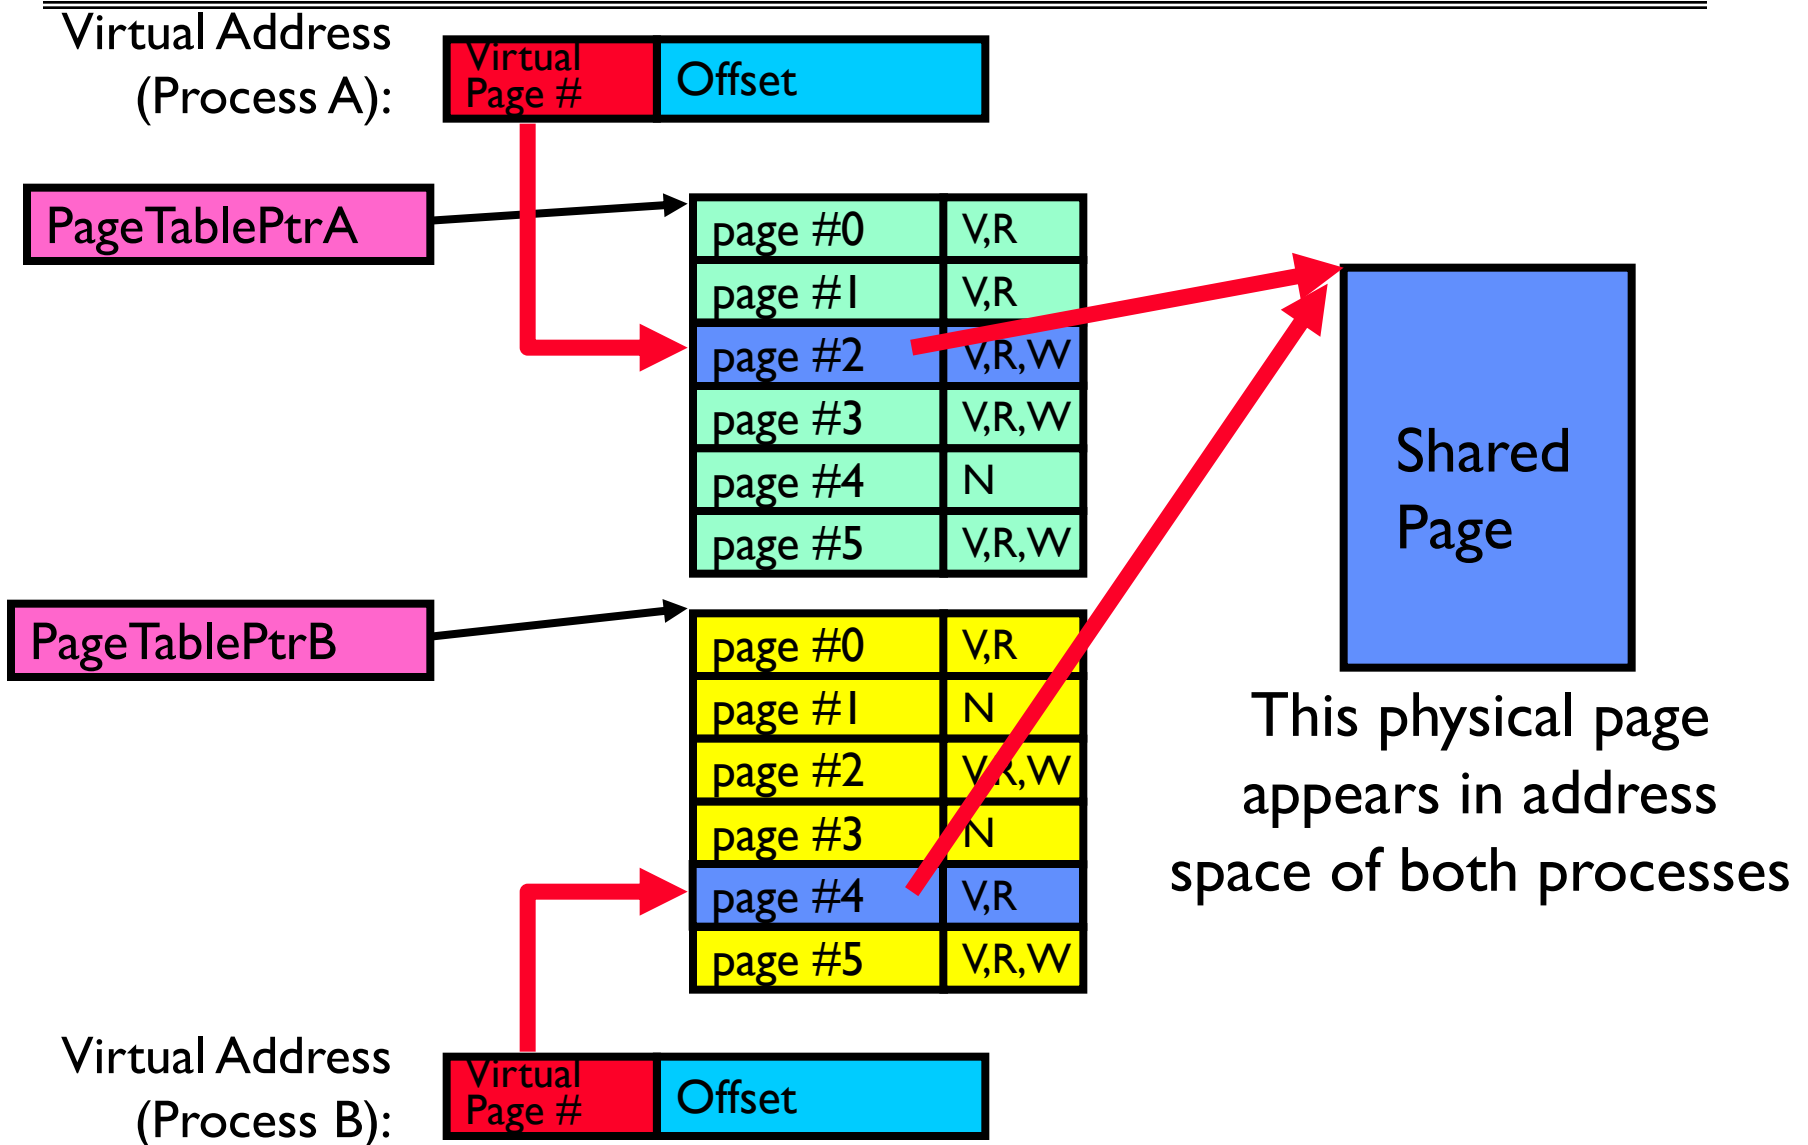 Virtual Address
(Process A):
Virtual
Page #
Offset
PageTablePtrA
page #0 V,R
page #1 V,R
page #2 V,R,W
page #3 V,R,W
page #4 N
page #5 V,R,W
Shared
Page
This physical page
appears in address
space of both processes
PageTablePtrB
page #0 V,R
page #1 N
page #2 V,R,W
page #3 N
page #4 V,R
page #5 V,R,W
Virtual Address
(Process B):
Virtual
Page #
Offset